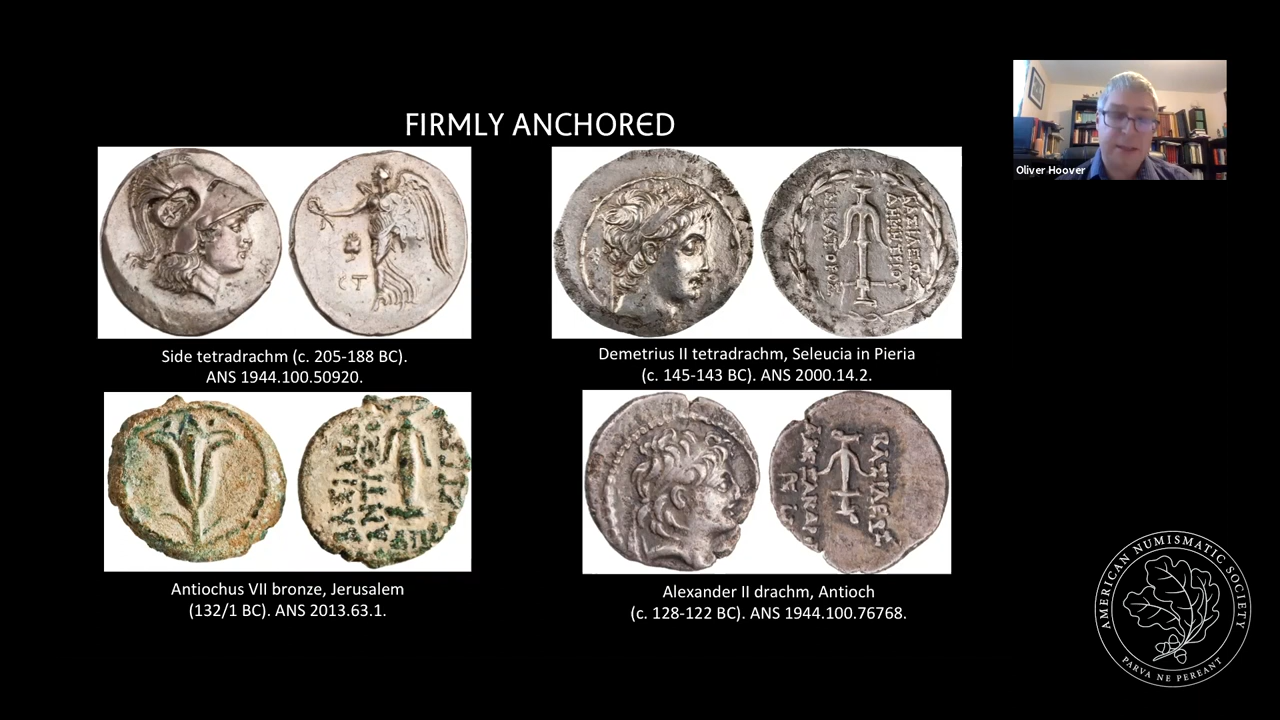 FIRMLY ANCHORED
Oliver Hoover
Side tetradrachm (c. 205-188 BC).
ANS 1944.100.50920.
Demetrius II tetradrachm, Seleucia in Pieria
(c. 145-143 BC). ANS 2000.14.2.
Antiochus VII bronze, Jerusalem
(132/1 BC). ANS 2013.63.1.
Alexander II drachm, Antioch
(c. 128-122 BC). ANS 1944.100.76768.
AMERICAN NUMISMATIC SOCIETY
PARVA NE PEREANT